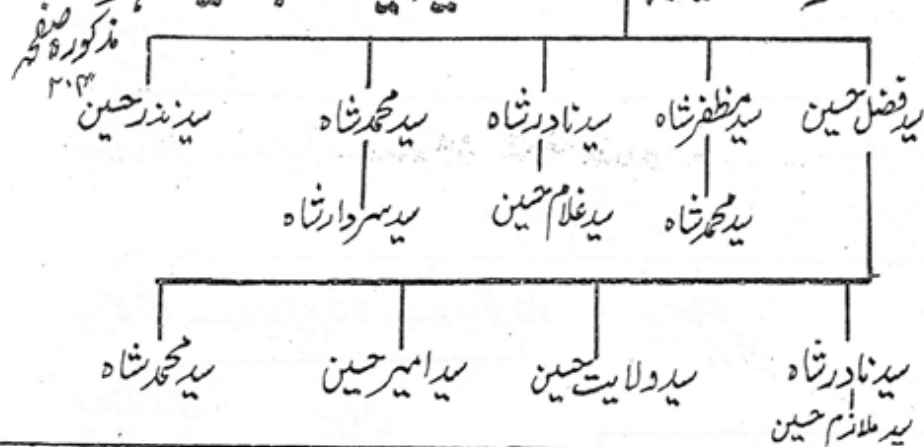 مذکورہ صفحہ
سید فضل حسین سید مظفر شاہ سید نادر شاہ سید محمد شاہ سید نذر حسین
سید محمد شاہ سید غلام حسین سید سردار شاہ
سید نادر شاہ سید ولایت حسین سید امیر حسین سید محمد شاہ
سید ملازم حسین